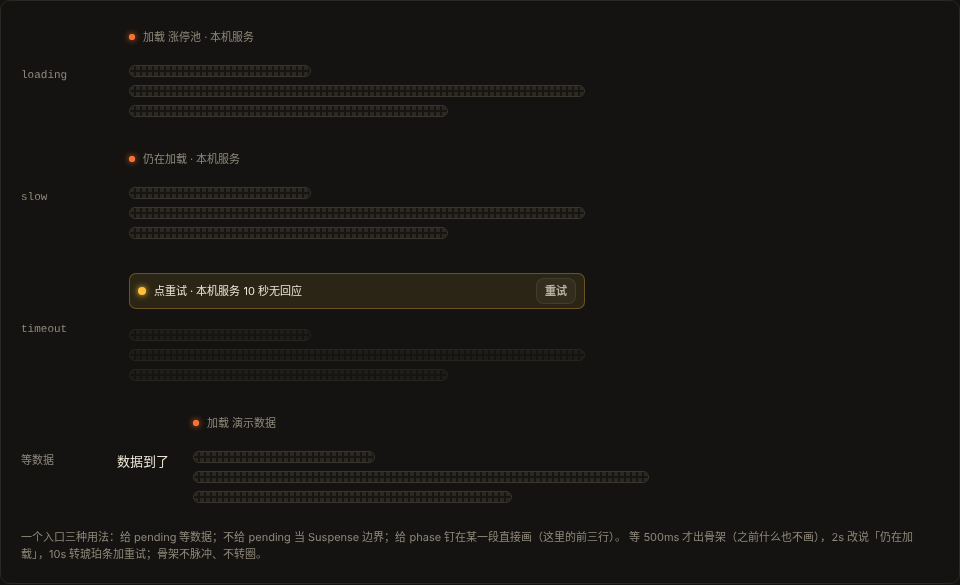 加载 涨停池 · 本机服务
loading
仍在加载 · 本机服务
slow
点重试 · 本机服务 10 秒无回应
重试
timeout
加载 演示数据
等数据
数据到了
一个入口三种用法：给 pending 等数据；不给 pending 当 Suspense 边界；给 phase 钉在某一段直接画（这里的前三行）。 等 500ms 才出骨架（之前什么也不画），2s 改说「仍在加
载」，10s 转琥珀条加重试；骨架不脉冲、不转圈。